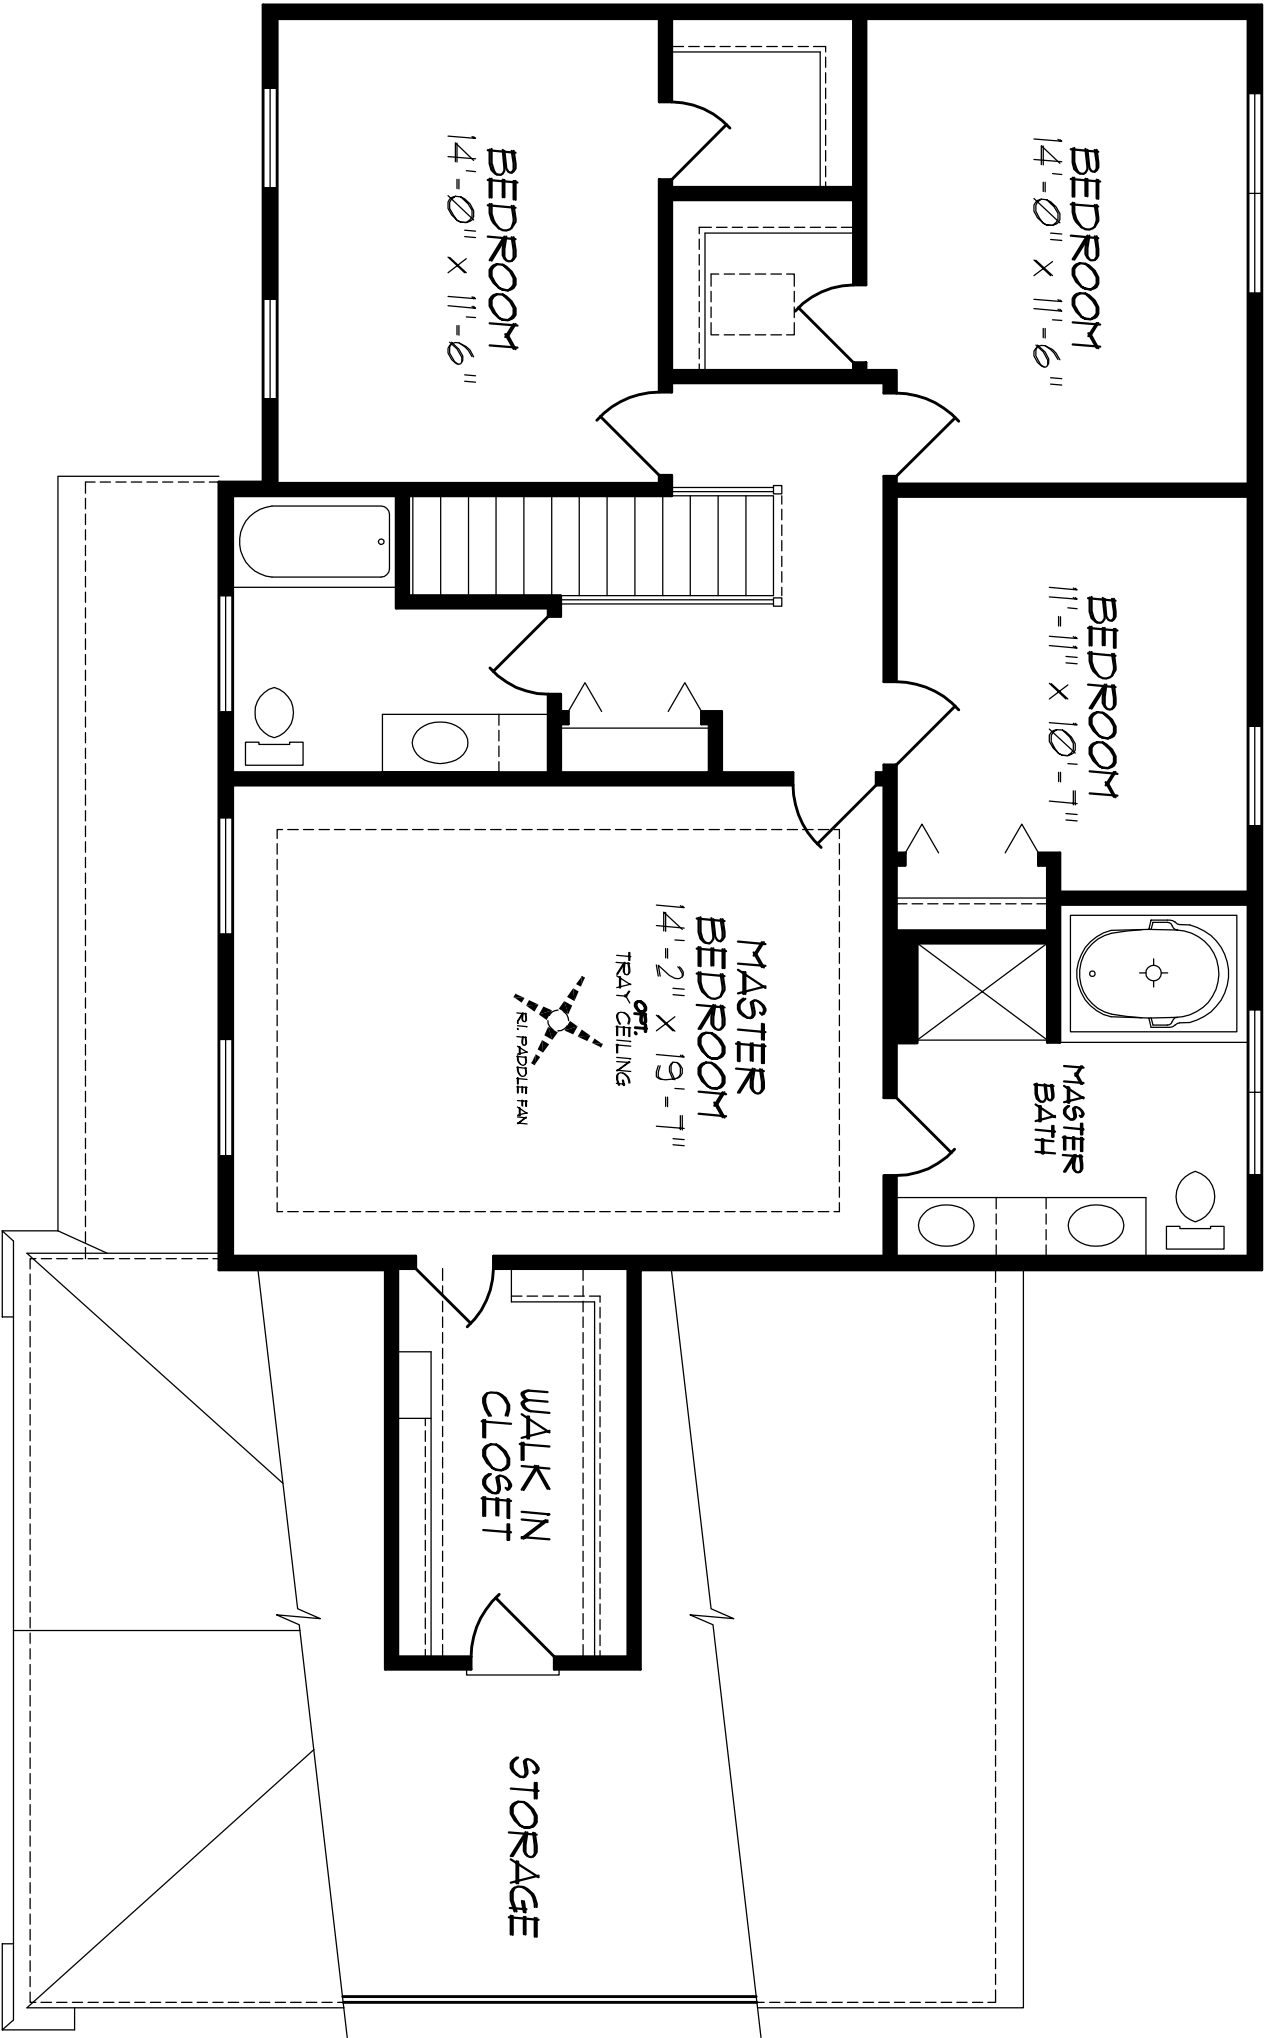 BEDROOM
14'-0" x 11'-6"
BEDROOM
14'-0" x 11'-6"
BEDROOM
11'-11" x 10'-7"
MASTER
BEDROOM
14'-2" x 19'-7"
OPT.
TRAY CEILING
R.I. PADDLE FAN
MASTER
BATH
WALK IN
CLOSET
STORAGE